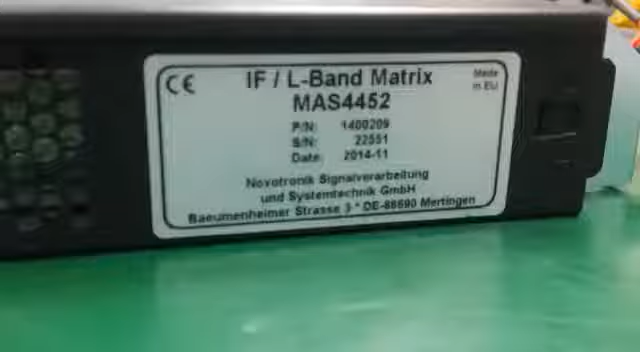 CE
IF / L-Band Matrix
Made
in EU
MAS4452
P/N: 1400209
S/N: 22551
Date: 2014-11
Novotronik Signalverarbeitung
und Systemtechnik GmbH
Baeumenheimer Strasse 3 * DE-86690 Mertingen